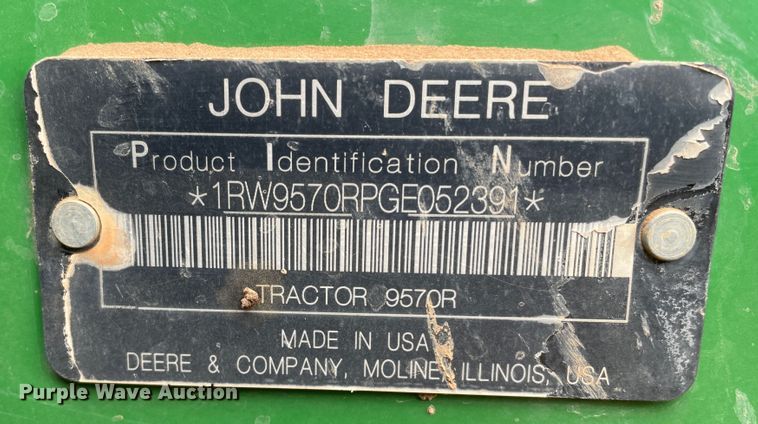 JOHN DEERE
Product Identification Number
*1RW9570RPGE052391*
TRACTOR 9570R
MADE IN USA
DEERE & COMPANY, MOLINE, ILLINOIS, USA
Purple Wave Auction